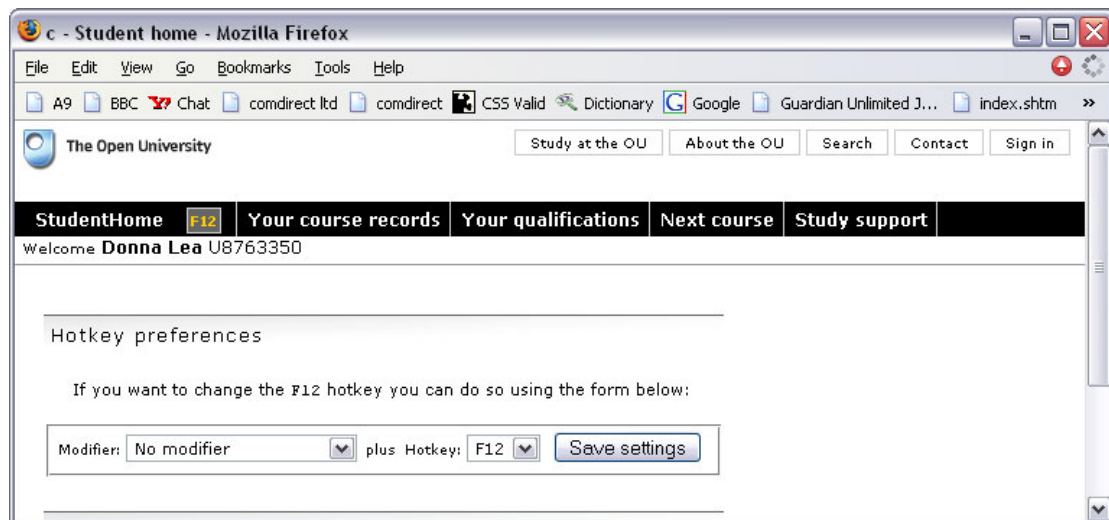 c - Student home - Mozilla Firefox
File Edit View Go Bookmarks Tools Help
A9 BBC Y? Chat comdirect ltd comdirect CSS Valid Dictionary G Google Guardian Unlimited J... index.shtm »
The Open University Study at the OU About the OU Search Contact Sign in
StudentHome F12 Your course records Your qualifications Next course Study support
Welcome Donna Lea U8763350
Hotkey preferences
If you want to change the F12 hotkey you can do so using the form below:
Modifier: No modifier plus Hotkey: F12 Save settings